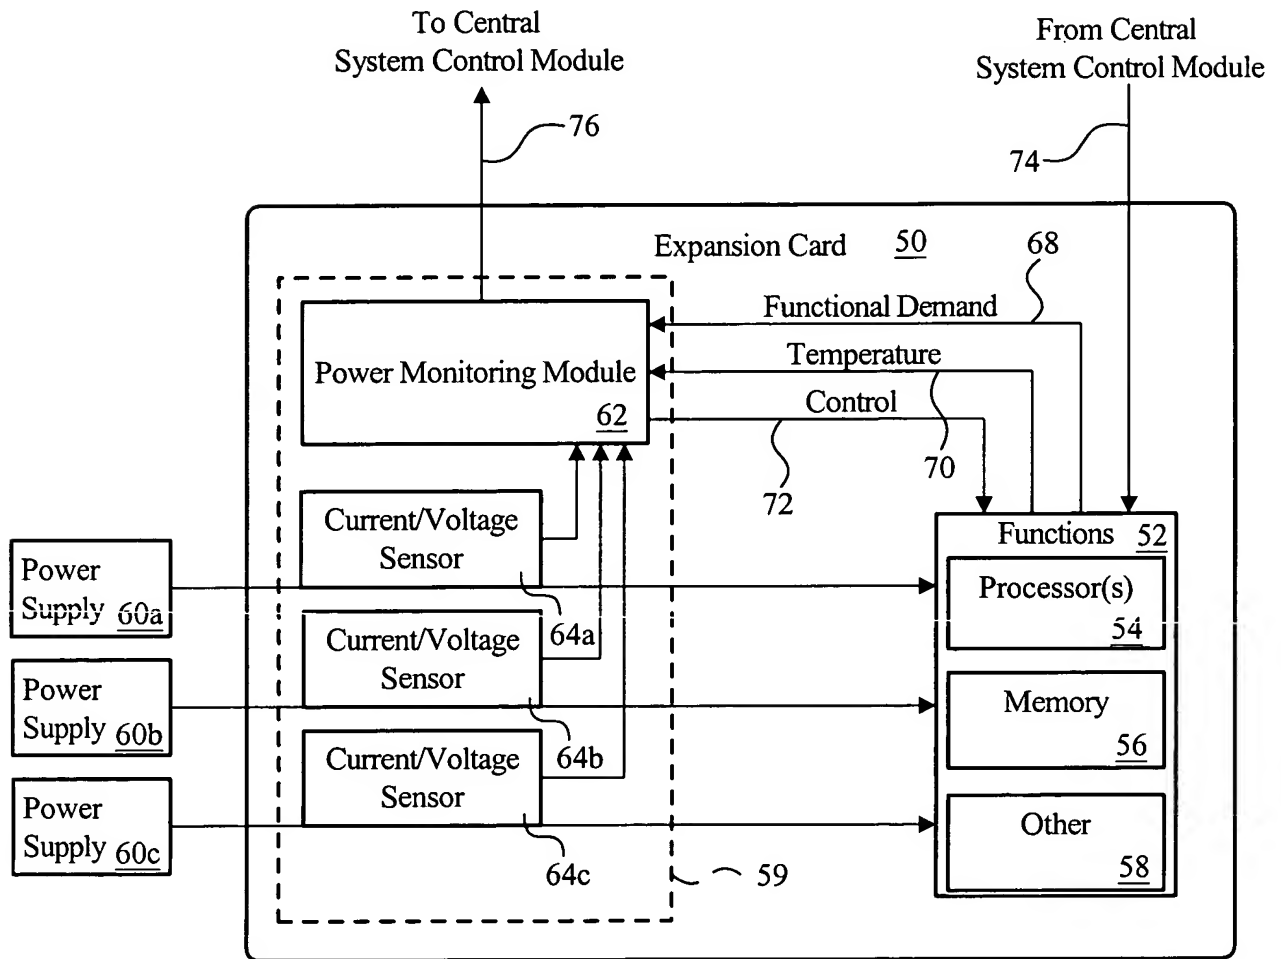 To Central
System Control Module
From Central
System Control Module
76
74
Expansion Card 50
68
Functional Demand
Temperature
Control
Power Monitoring Module
62
70
72
Current/Voltage
Sensor
64a
Current/Voltage
Sensor
64b
Current/Voltage
Sensor
64c
59
Power
Supply 60a
Power
Supply 60b
Power
Supply 60c
Functions 52
Processor(s)
54
Memory
56
Other
58